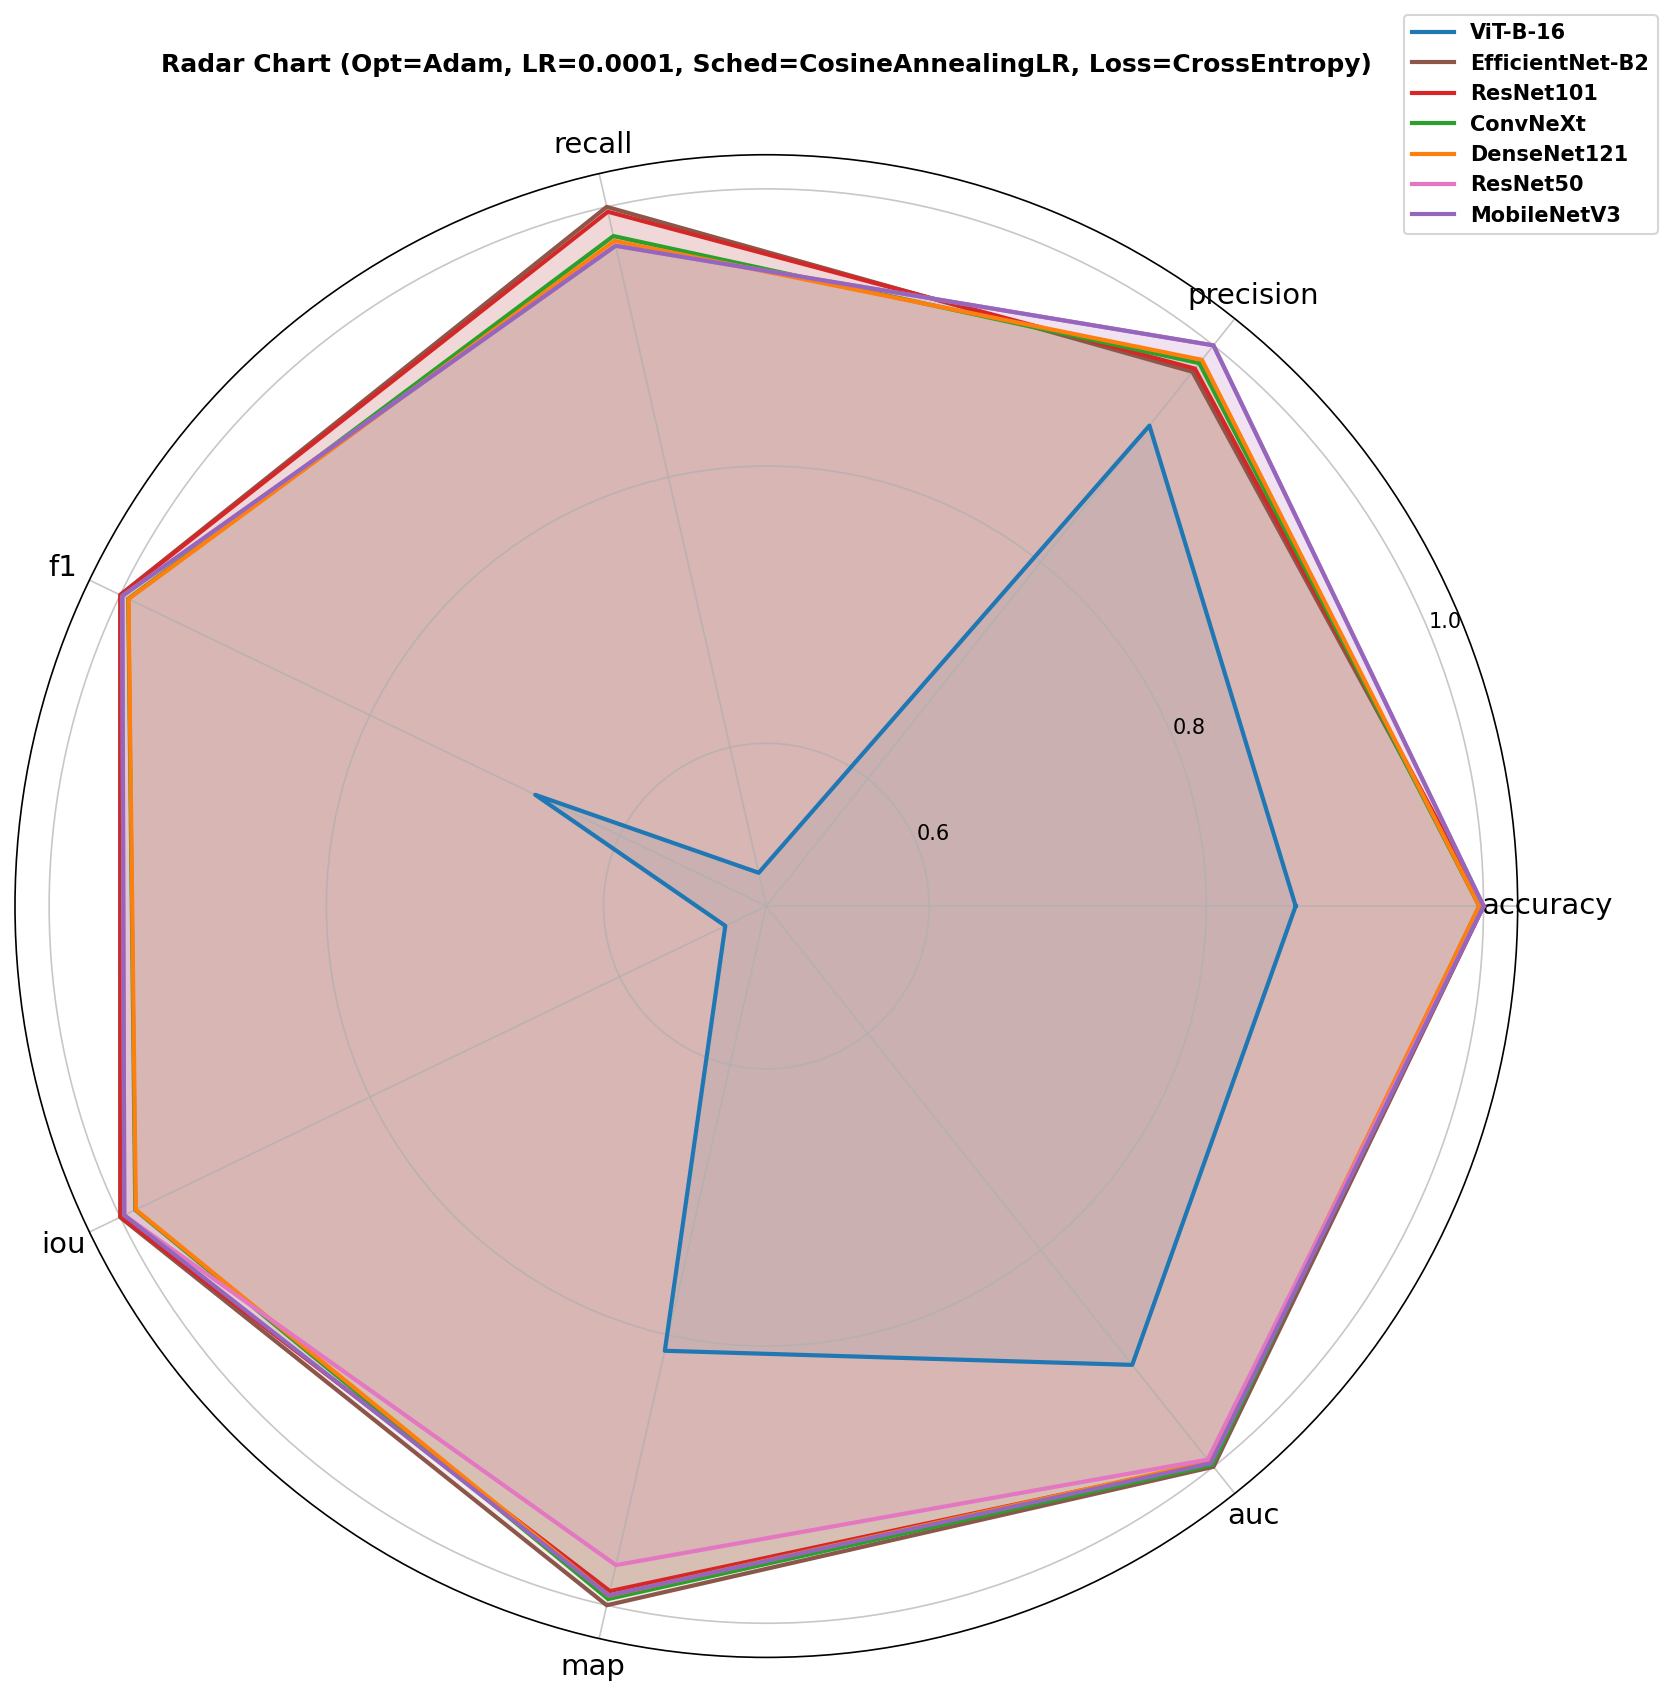 Radar Chart (Opt=Adam, LR=0.0001, Sched=CosineAnnealingLR, Loss=CrossEntropy)
ViT-B-16
EfficientNet-B2
ResNet101
ConvNeXt
DenseNet121
ResNet50
MobileNetV3
recall
precision
f1
1.0
0.8
0.6
accuracy
iou
auc
map